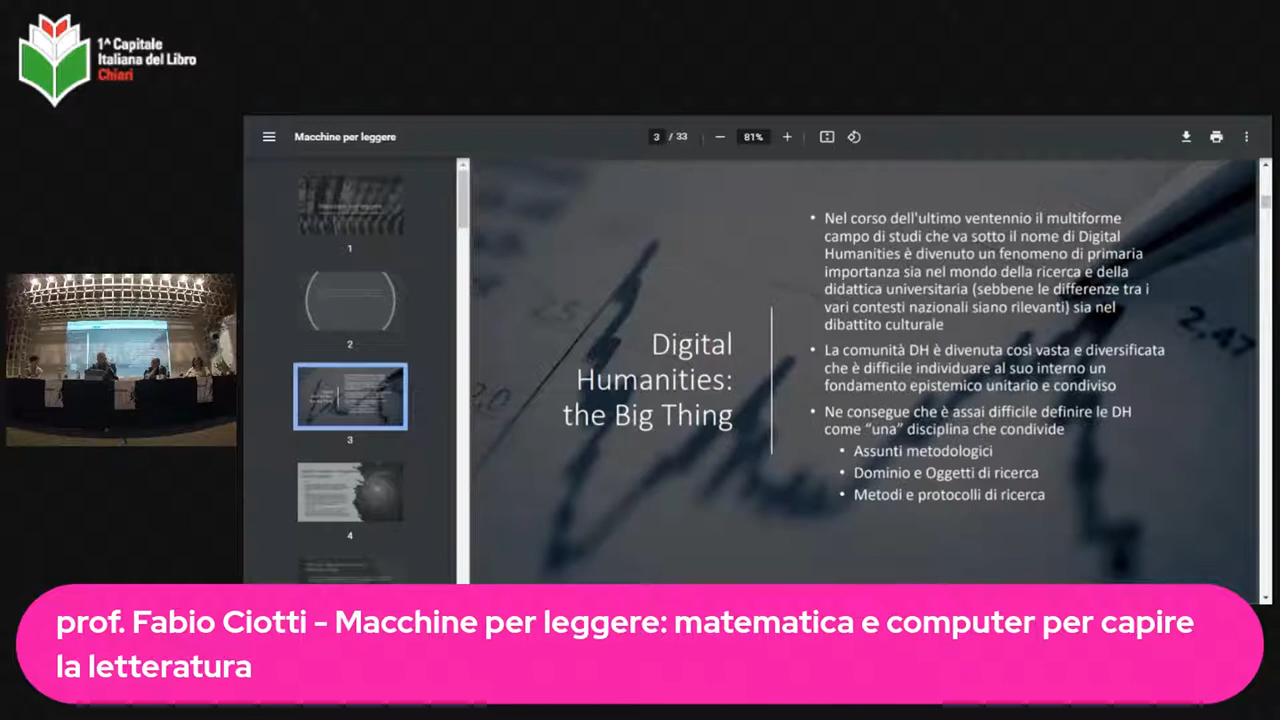 1^ Capitale
Italiana del Libro
Chiari
Macchine per leggere
3 / 33
81%
1
2
3
4
Digital
Humanities:
the Big Thing
• Nel corso dell'ultimo ventennio il multiforme
campo di studi che va sotto il nome di Digital
Humanities è divenuto un fenomeno di primaria
importanza sia nel mondo della ricerca e della
didattica universitaria (sebbene le differenze tra i
vari contesti nazionali siano rilevanti) sia nel
dibattito culturale
• La comunità DH è divenuta così vasta e diversificata
che è difficile individuare al suo interno un
fondamento epistemico unitario e condiviso
• Ne consegue che è assai difficile definire le DH
come “una” disciplina che condivide
• Assunti metodologici
• Dominio e Oggetti di ricerca
• Metodi e protocolli di ricerca
2,47
prof. Fabio Ciotti - Macchine per leggere: matematica e computer per capire
la letteratura